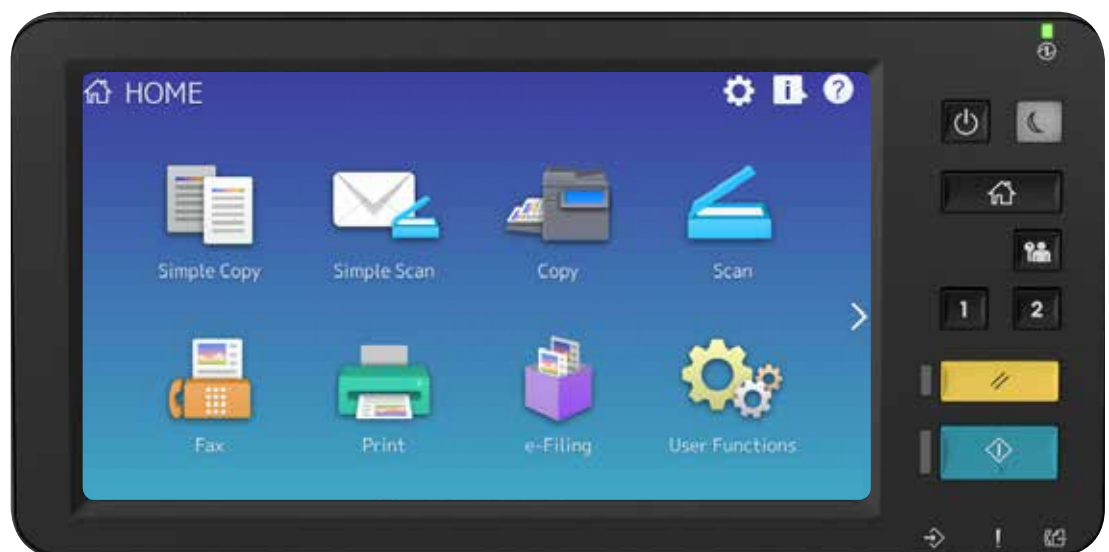 HOME
i
?
Simple Copy
Simple Scan
Copy
Scan
Fax
Print
e-Filing
User Functions
1
2
!